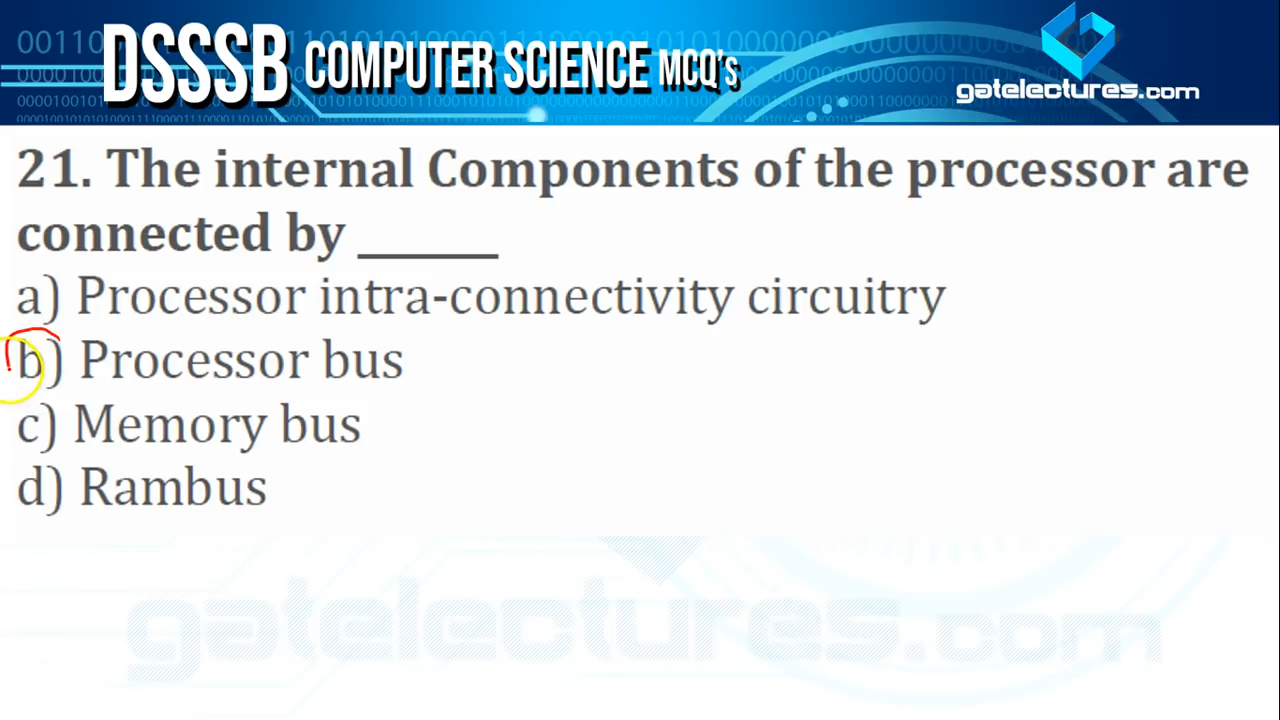 DSSSB COMPUTER SCIENCE MCQ'S
gatelectures.com
21. The internal Components of the processor are
connected by ______
a) Processor intra-connectivity circuitry
b) Processor bus
c) Memory bus
d) Rambus
gatelectures.com